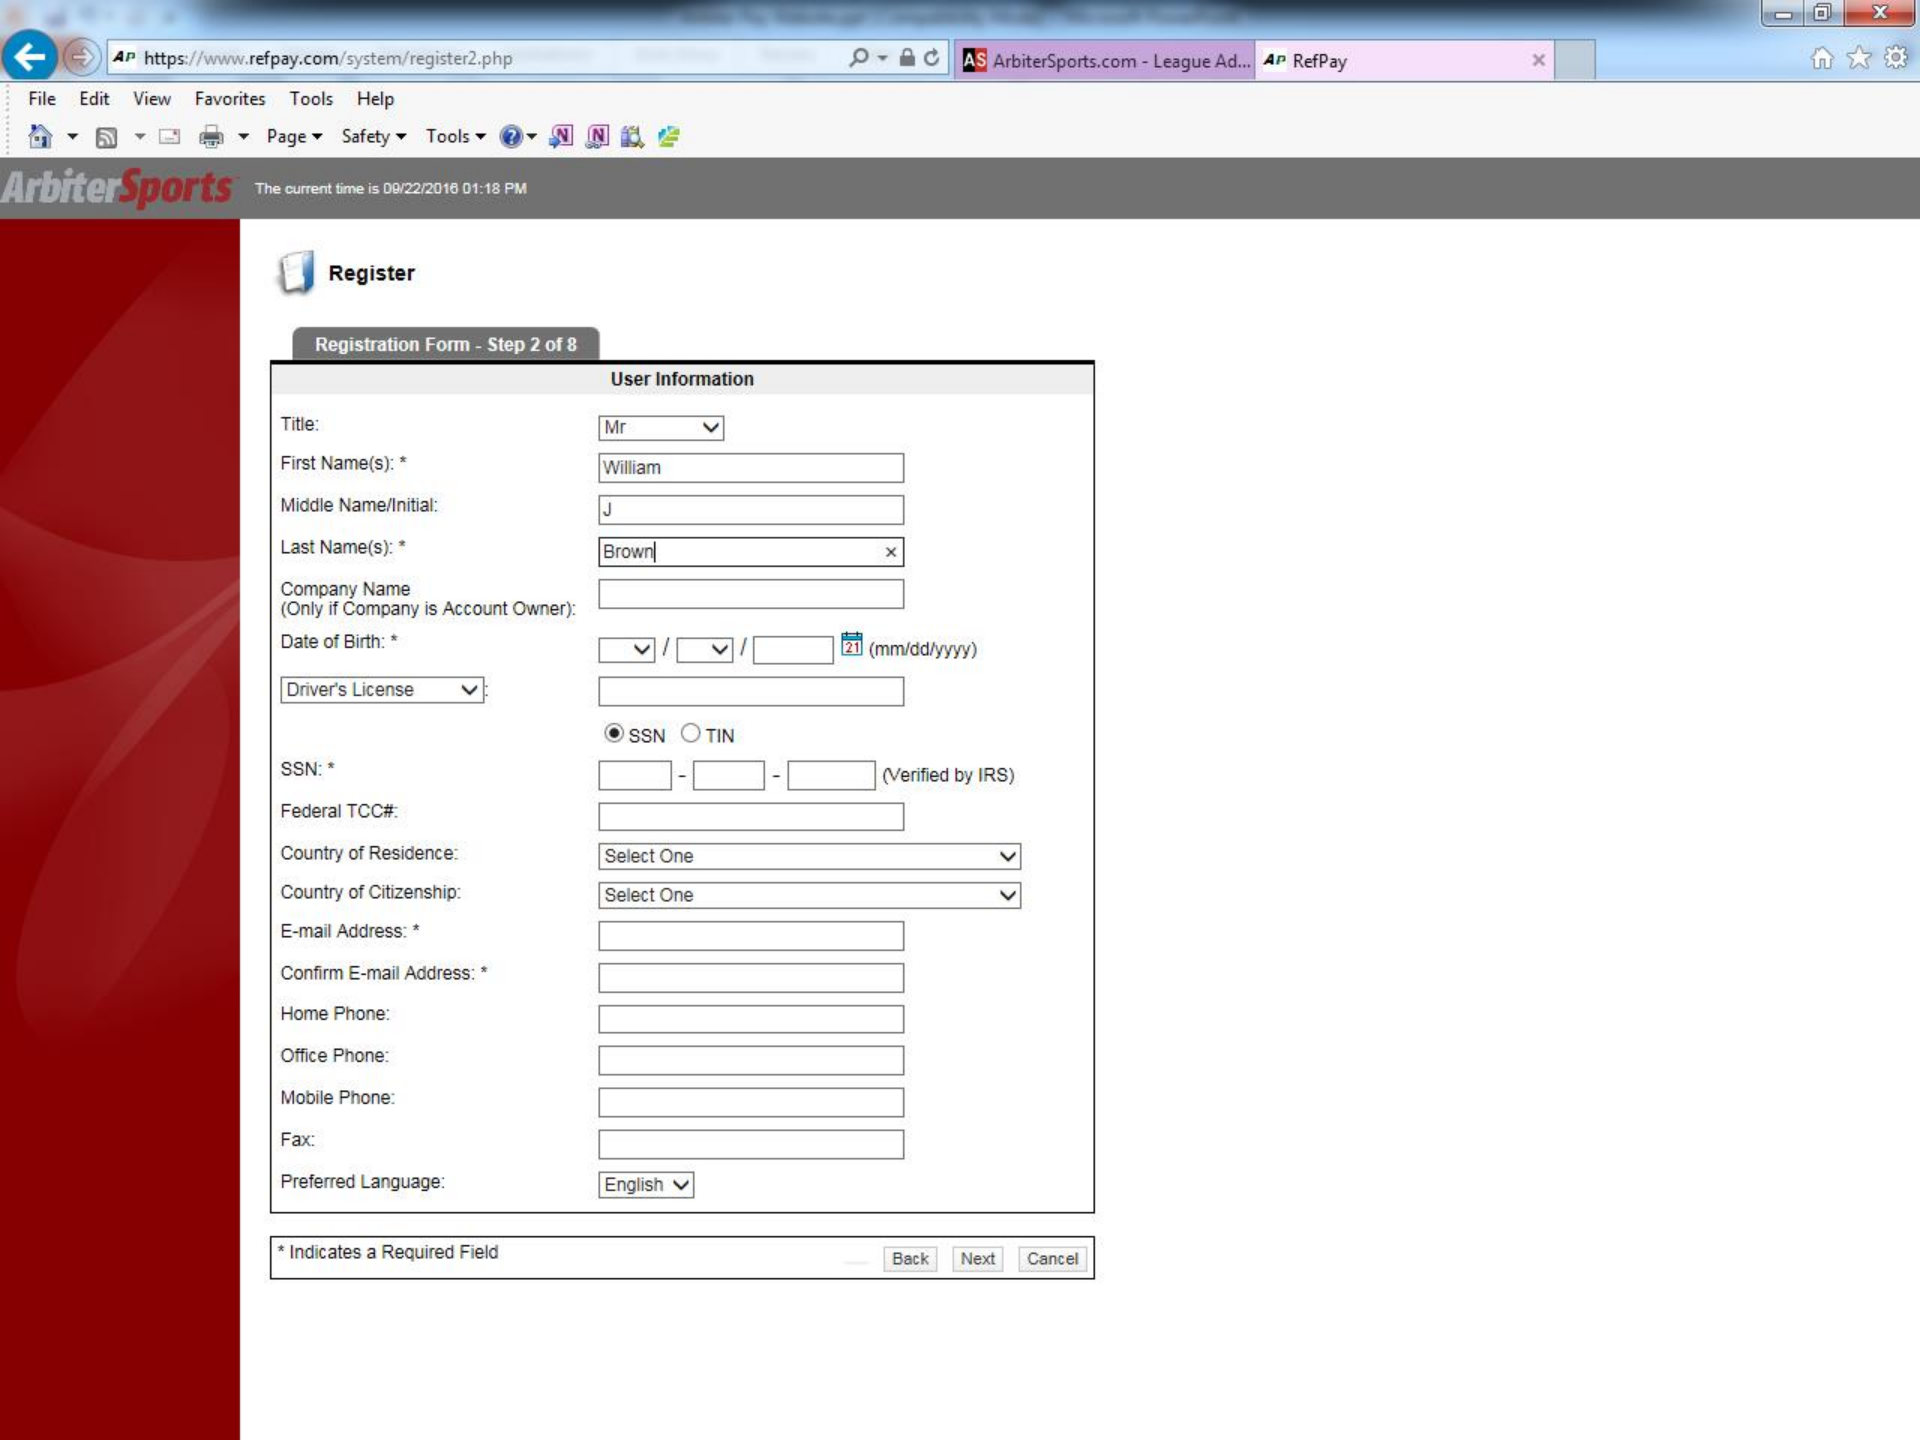 https://www.refpay.com/system/register2.php
AS ArbiterSports.com - League Ad...
AP RefPay
File Edit View Favorites Tools Help
Page Safety Tools
ArbiterSports The current time is 09/22/2016 01:18 PM
Register
Registration Form - Step 2 of 8
User Information
Title: Mr
First Name(s): * William
Middle Name/Initial: J
Last Name(s): * Brown
Company Name
(Only if Company is Account Owner):
Date of Birth: * / / 21 (mm/dd/yyyy)
Driver's License :
SSN TIN
SSN: * - - (Verified by IRS)
Federal TCC#:
Country of Residence: Select One
Country of Citizenship: Select One
E-mail Address: *
Confirm E-mail Address: *
Home Phone:
Office Phone:
Mobile Phone:
Fax:
Preferred Language: English
* Indicates a Required Field Back Next Cancel